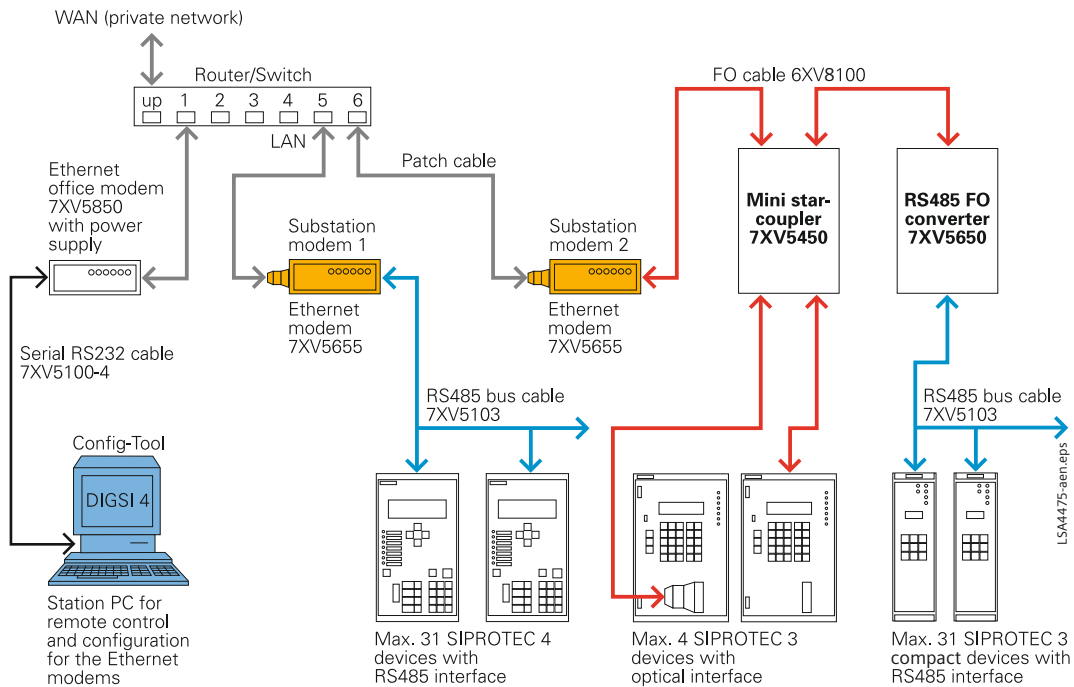 WAN (private network)
Router/Switch
up 1 2 3 4 5 6
LAN
FO cable 6XV8100
Patch cable
Ethernet
office modem
7XV5850
with power
supply
Substation
modem 1
Ethernet
modem
7XV5655
Substation
modem 2
Ethernet
modem
7XV5655
Mini star-
coupler
7XV5450
RS485 FO
converter
7XV5650
Serial RS232 cable
7XV5100-4
RS485 bus cable
7XV5103
RS485 bus cable
7XV5103
Config-Tool
DIGSI 4
Station PC for
remote control
and configuration
for the Ethernet
modems
Max. 31 SIPROTEC 4
devices with
RS485 interface
Max. 4 SIPROTEC 3
devices with
optical interface
Max. 31 SIPROTEC 3
compact devices with
RS485 interface
LSA4475-aen.eps